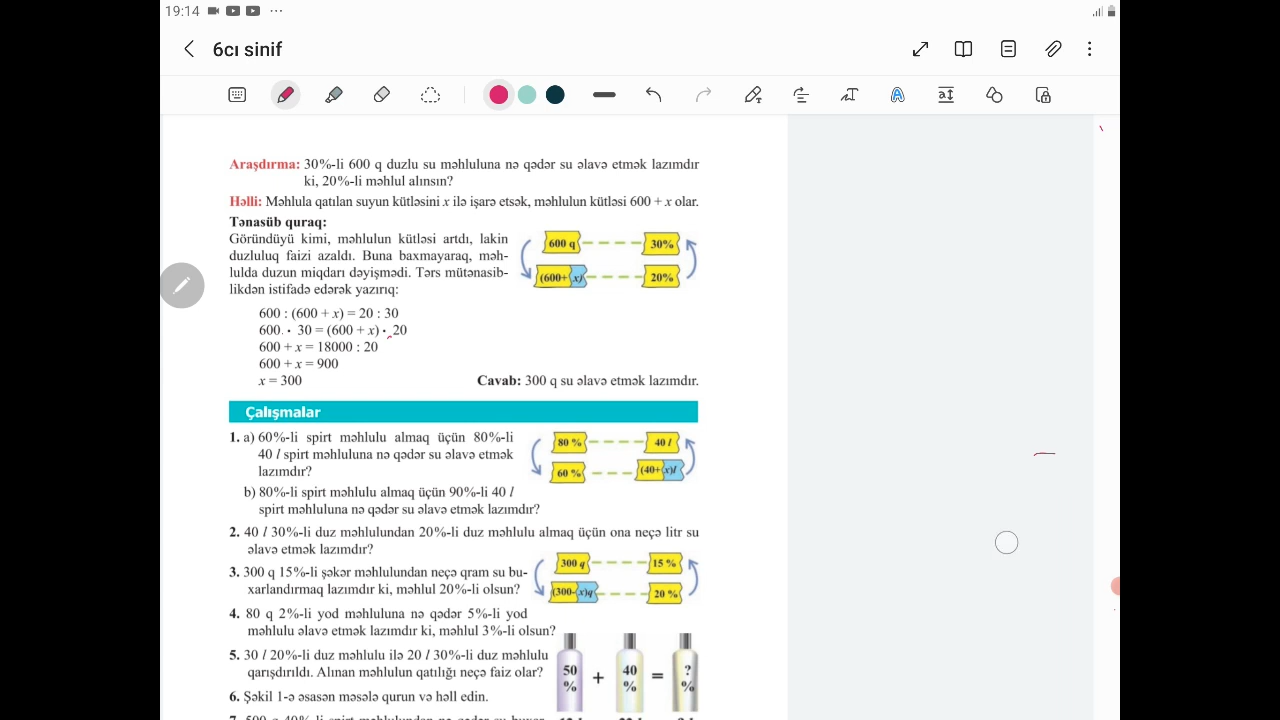 19:14
6cı sinif
Araşdırma: 30%-li 600 q duzlu su məhluluna nə qədər su əlavə etmək lazımdır
ki, 20%-li məhlul alınsın?
Həlli: Məhlula qatılan suyun kütləsini x ilə işarə etsək, məhlulun kütləsi 600 + x olar.
Tənasüb quraq:
Göründüyü kimi, məhlulun kütləsi artdı, lakin
duzluluq faizi azaldı. Buna baxmayaraq, məh-
lulda duzun miqdarı dəyişmədi. Tərs mütənasib-
likdən istifadə edərək yazırıq:
600 q 30%
(600+x) 20%
600 : (600 + x) = 20 : 30
600 · 30 = (600 + x) · 20
600 + x = 18000 : 20
600 + x = 900
x = 300
Cavab: 300 q su əlavə etmək lazımdır.
Çalışmalar
1. a) 60%-li spirt məhlulu almaq üçün 80%-li
40 l spirt məhluluna nə qədər su əlavə etmək
lazımdır?
80 % 40 l
60 % (40+x)l
b) 80%-li spirt məhlulu almaq üçün 90%-li 40 l
spirt məhluluna nə qədər su əlavə etmək lazımdır?
2. 40 l 30%-li duz məhlulundan 20%-li duz məhlulu almaq üçün ona neçə litr su
əlavə etmək lazımdır?
3. 300 q 15%-li şəkər məhlulundan neçə qram su bu-
xarlandırmaq lazımdır ki, məhlul 20%-li olsun?
300 q 15 %
(300-x)q 20 %
4. 80 q 2%-li yod məhluluna nə qədər 5%-li yod
məhlulu əlavə etmək lazımdır ki, məhlul 3%-li olsun?
5. 30 l 20%-li duz məhlulu ilə 20 l 30%-li duz məhlulu
qarışdırıldı. Alınan məhlulun qatılığı neçə faiz olar?
50 % + 40 % = ? %
6. Şəkil 1-ə əsasən məsələ qurun və həll edin.
7. 500 q 40%-li spirt məhlulundan nə qədər su buxar-